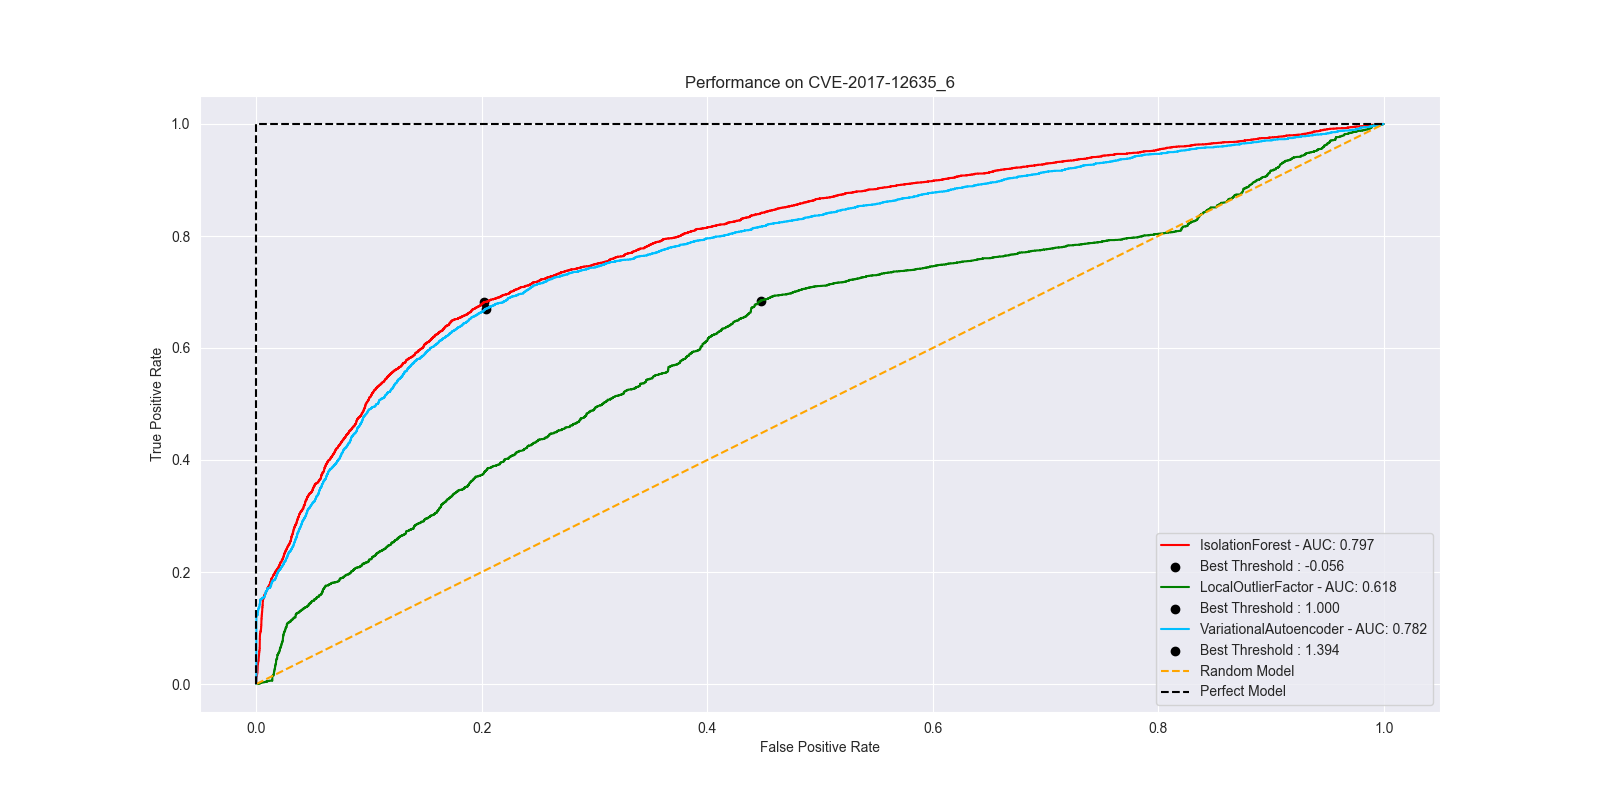 Performance on CVE-2017-12635_6
True Positive Rate
1.0
0.8
0.6
0.4
0.2
0.0
0.0 0.2 0.4 0.6 0.8 1.0
False Positive Rate
IsolationForest - AUC: 0.797
Best Threshold : -0.056
LocalOutlierFactor - AUC: 0.618
Best Threshold : 1.000
VariationalAutoencoder - AUC: 0.782
Best Threshold : 1.394
Random Model
Perfect Model